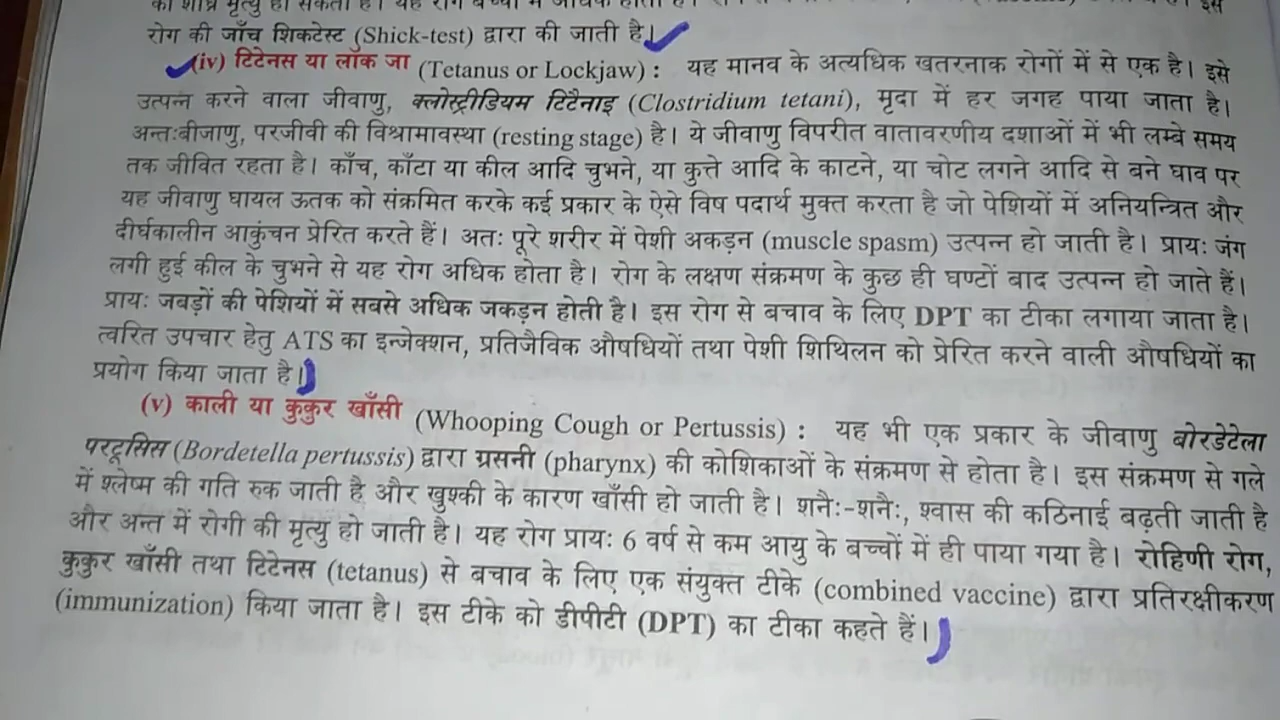 की शीघ्र मृत्यु हो सकती है। यह रोग बच्चों में अधिक होता है।
रोग की जाँच शिकटेस्ट (Shick-test) द्वारा की जाती है।
(iv) टिटेनस या लॉक जा (Tetanus or Lockjaw) : यह मानव के अत्यधिक खतरनाक रोगों में से एक है। इसे
उत्पन्न करने वाला जीवाणु, क्लोस्ट्रीडियम टिटैनाइ (Clostridium tetani), मृदा में हर जगह पाया जाता है।
अन्तःबीजाणु, परजीवी की विश्रामावस्था (resting stage) है। ये जीवाणु विपरीत वातावरणीय दशाओं में भी लम्बे समय
तक जीवित रहता है। काँच, काँटा या कील आदि चुभने, या कुत्ते आदि के काटने, या चोट लगने आदि से बने घाव पर
यह जीवाणु घायल ऊतक को संक्रमित करके कई प्रकार के ऐसे विष पदार्थ मुक्त करता है जो पेशियों में अनियन्त्रित और
दीर्घकालीन आकुंचन प्रेरित करते हैं। अतः पूरे शरीर में पेशी अकड़न (muscle spasm) उत्पन्न हो जाती है। प्रायः जंग
लगी हुई कील के चुभने से यह रोग अधिक होता है। रोग के लक्षण संक्रमण के कुछ ही घण्टों बाद उत्पन्न हो जाते हैं।
प्रायः जबड़ों की पेशियों में सबसे अधिक जकड़न होती है। इस रोग से बचाव के लिए DPT का टीका लगाया जाता है।
त्वरित उपचार हेतु ATS का इन्जेक्शन, प्रतिजैविक औषधियों तथा पेशी शिथिलन को प्रेरित करने वाली औषधियों का
प्रयोग किया जाता है।
(v) काली या कुकुर खाँसी (Whooping Cough or Pertussis) : यह भी एक प्रकार के जीवाणु बोरडेटेला
परटूसिस (Bordetella pertussis) द्वारा ग्रसनी (pharynx) की कोशिकाओं के संक्रमण से होता है। इस संक्रमण से गले
में श्लेष्म की गति रुक जाती है और खुश्की के कारण खाँसी हो जाती है। शनैः-शनैः, श्वास की कठिनाई बढ़ती जाती है
और अन्त में रोगी की मृत्यु हो जाती है। यह रोग प्रायः 6 वर्ष से कम आयु के बच्चों में ही पाया गया है। रोहिणी रोग,
कुकुर खाँसी तथा टिटेनस (tetanus) से बचाव के लिए एक संयुक्त टीके (combined vaccine) द्वारा प्रतिरक्षीकरण
(immunization) किया जाता है। इस टीके को डीपीटी (DPT) का टीका कहते हैं।